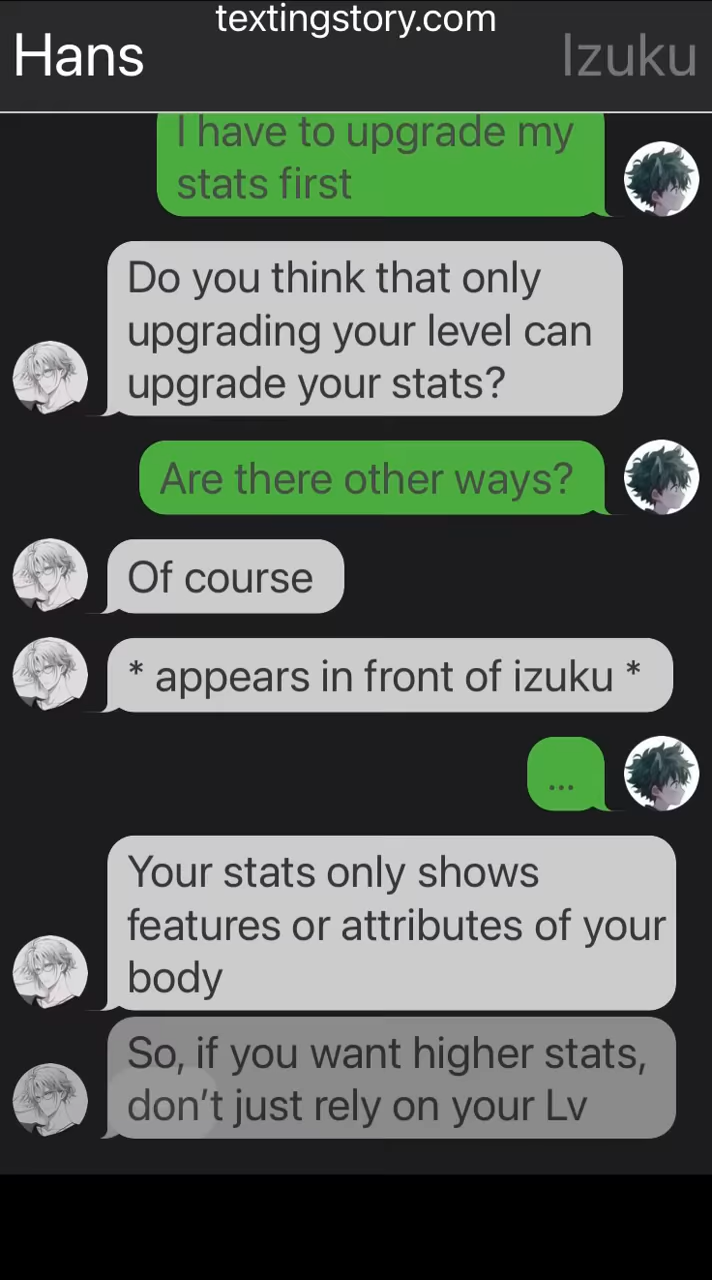 textingstory.com
Hans
Izuku
I have to upgrade my
stats first
Do you think that only
upgrading your level can
upgrade your stats?
Are there other ways?
Of course
* appears in front of izuku *
...
Your stats only shows
features or attributes of your
body
So, if you want higher stats,
don't just rely on your Lv